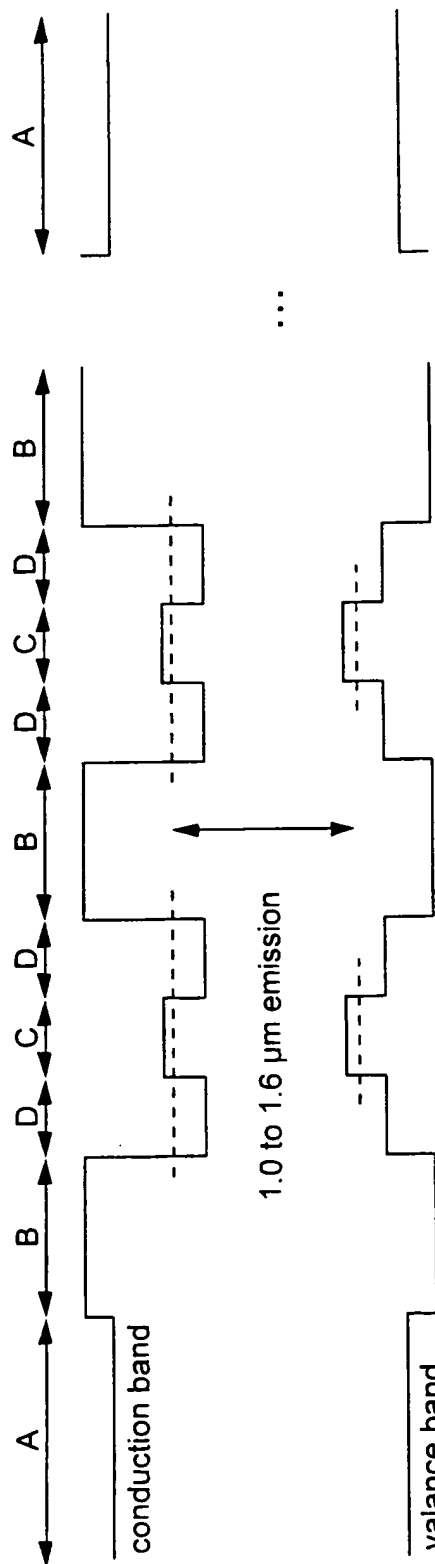 A B D C D B D C D B A
conduction band
1.0 to 1.6 µm emission
...
valance band